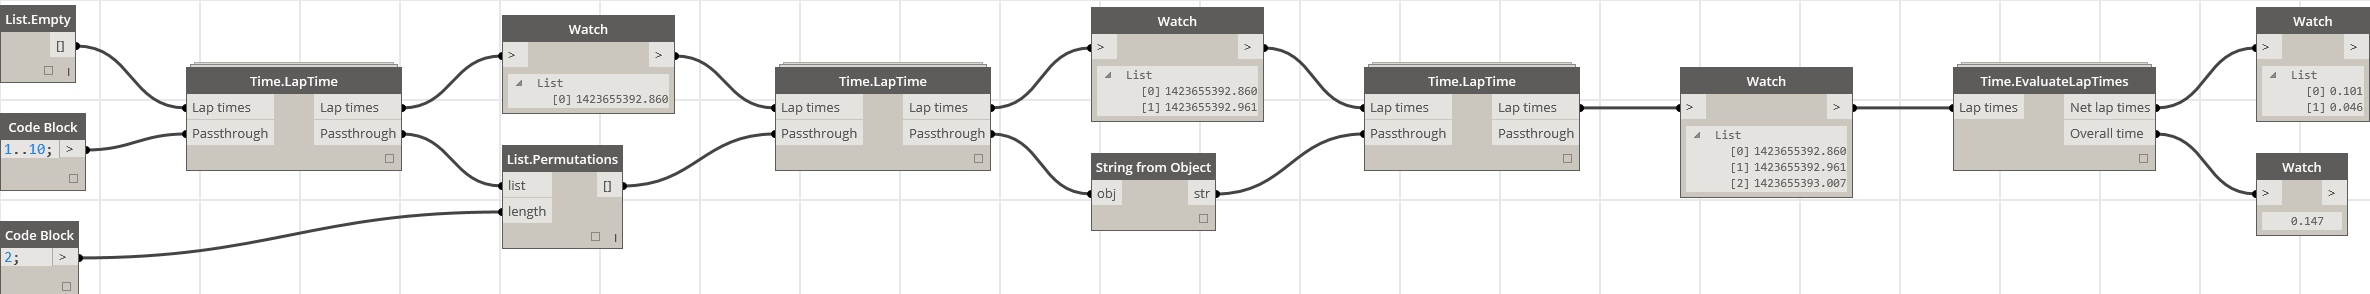 List.Empty
[]
l
Code Block
1..10;
>
Code Block
2;
>
Time.LapTime
Lap times
Lap times
Passthrough
Passthrough
Watch
>
>
List
[0] 1423655392.860
List.Permutations
list
[]
length
l
Time.LapTime
Lap times
Lap times
Passthrough
Passthrough
Watch
>
>
List
[0] 1423655392.860
[1] 1423655392.961
String from Object
obj
str
Time.LapTime
Lap times
Lap times
Passthrough
Passthrough
Watch
>
>
List
[0] 1423655392.860
[1] 1423655392.961
[2] 1423655393.007
Time.EvaluateLapTimes
Lap times
Net lap times
Overall time
Watch
>
>
List
[0] 0.101
[1] 0.046
Watch
>
>
0.147